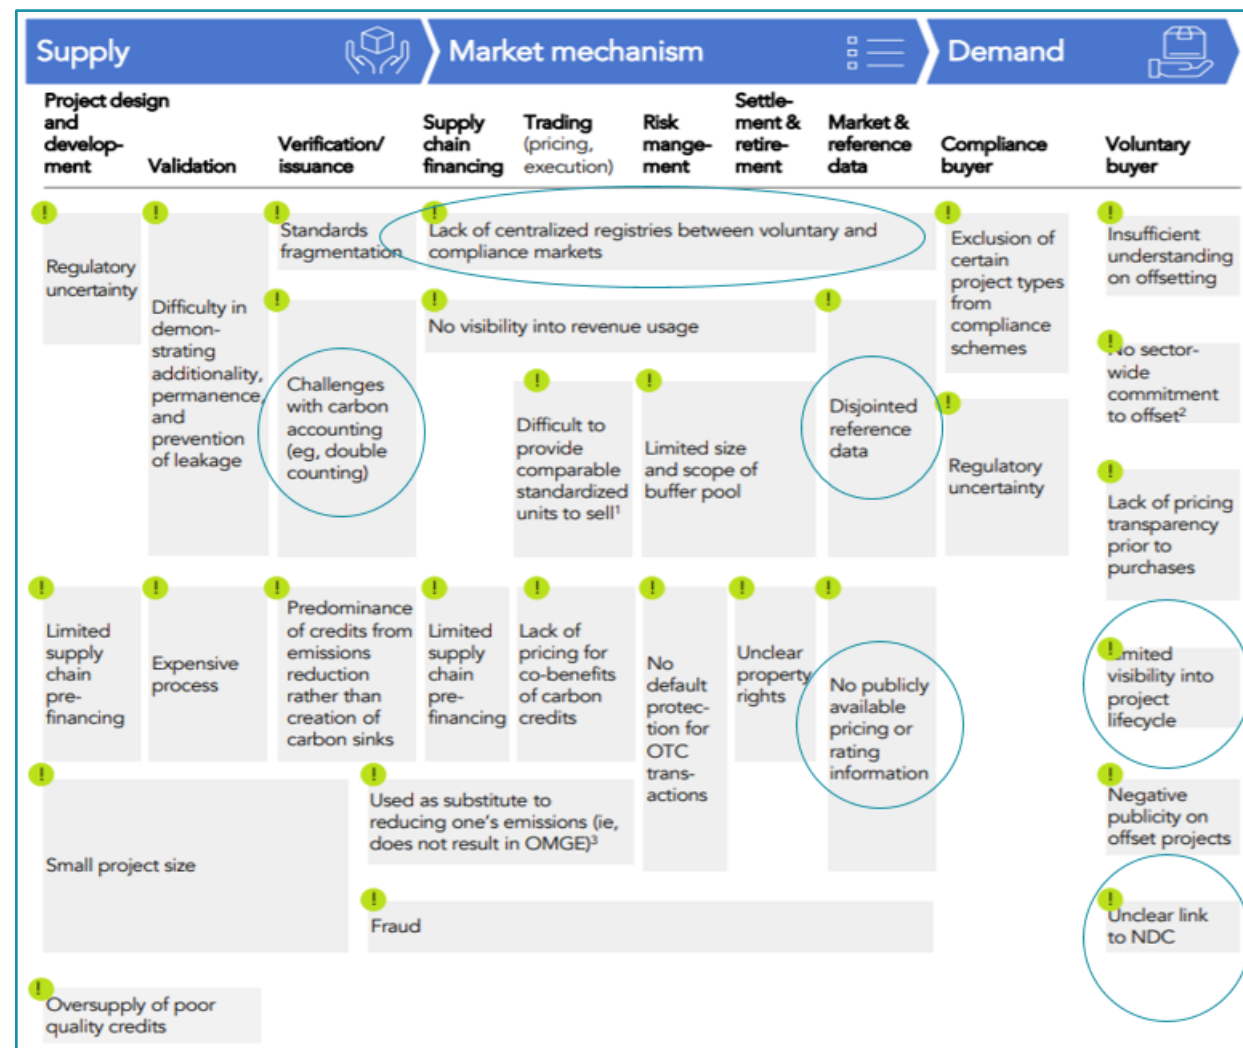 Supply
Market mechanism
Demand
Project design
and
develop-
ment
Validation
Verification/
issuance
Supply
chain
financing
Trading
(pricing,
execution)
Risk
mange-
ment
Settle-
ment &
retire-
ment
Market &
reference
data
Compliance
buyer
Voluntary
buyer
!
Regulatory
uncertainty
!
Difficulty in
demon-
strating
additionality,
permanence,
and
prevention
of leakage
!
Standards
fragmentation
!
Lack of centralized registries between voluntary and
compliance markets
!
Exclusion of
certain
project types
from
compliance
schemes
!
Insufficient
understanding
on offsetting
!
Challenges
with carbon
accounting
(eg, double
counting)
!
No visibility into revenue usage
!
Difficult to
provide
comparable
standardized
units to sell¹
!
Limited size
and scope of
buffer pool
!
Disjointed
reference
data
!
Regulatory
uncertainty
!
No sector-
wide
commitment
to offset²
!
Lack of pricing
transparency
prior to
purchases
!
Limited
supply
chain
pre-
financing
!
Expensive
process
!
Predominance
of credits from
emissions
reduction
rather than
creation of
carbon sinks
!
Limited
supply
chain
pre-
financing
!
Lack of
pricing for
co-benefits
of carbon
credits
!
No
default
protec-
tion for
OTC
trans-
actions
!
Unclear
property
rights
!
No publicly
available
pricing or
rating
information
!
Limited
visibility into
project
lifecycle
!
Small project size
!
Used as substitute to
reducing one's emissions (ie,
does not result in OMGE)³
!
Negative
publicity on
offset projects
!
Fraud
!
Unclear link
to NDC
!
Oversupply of poor
quality credits